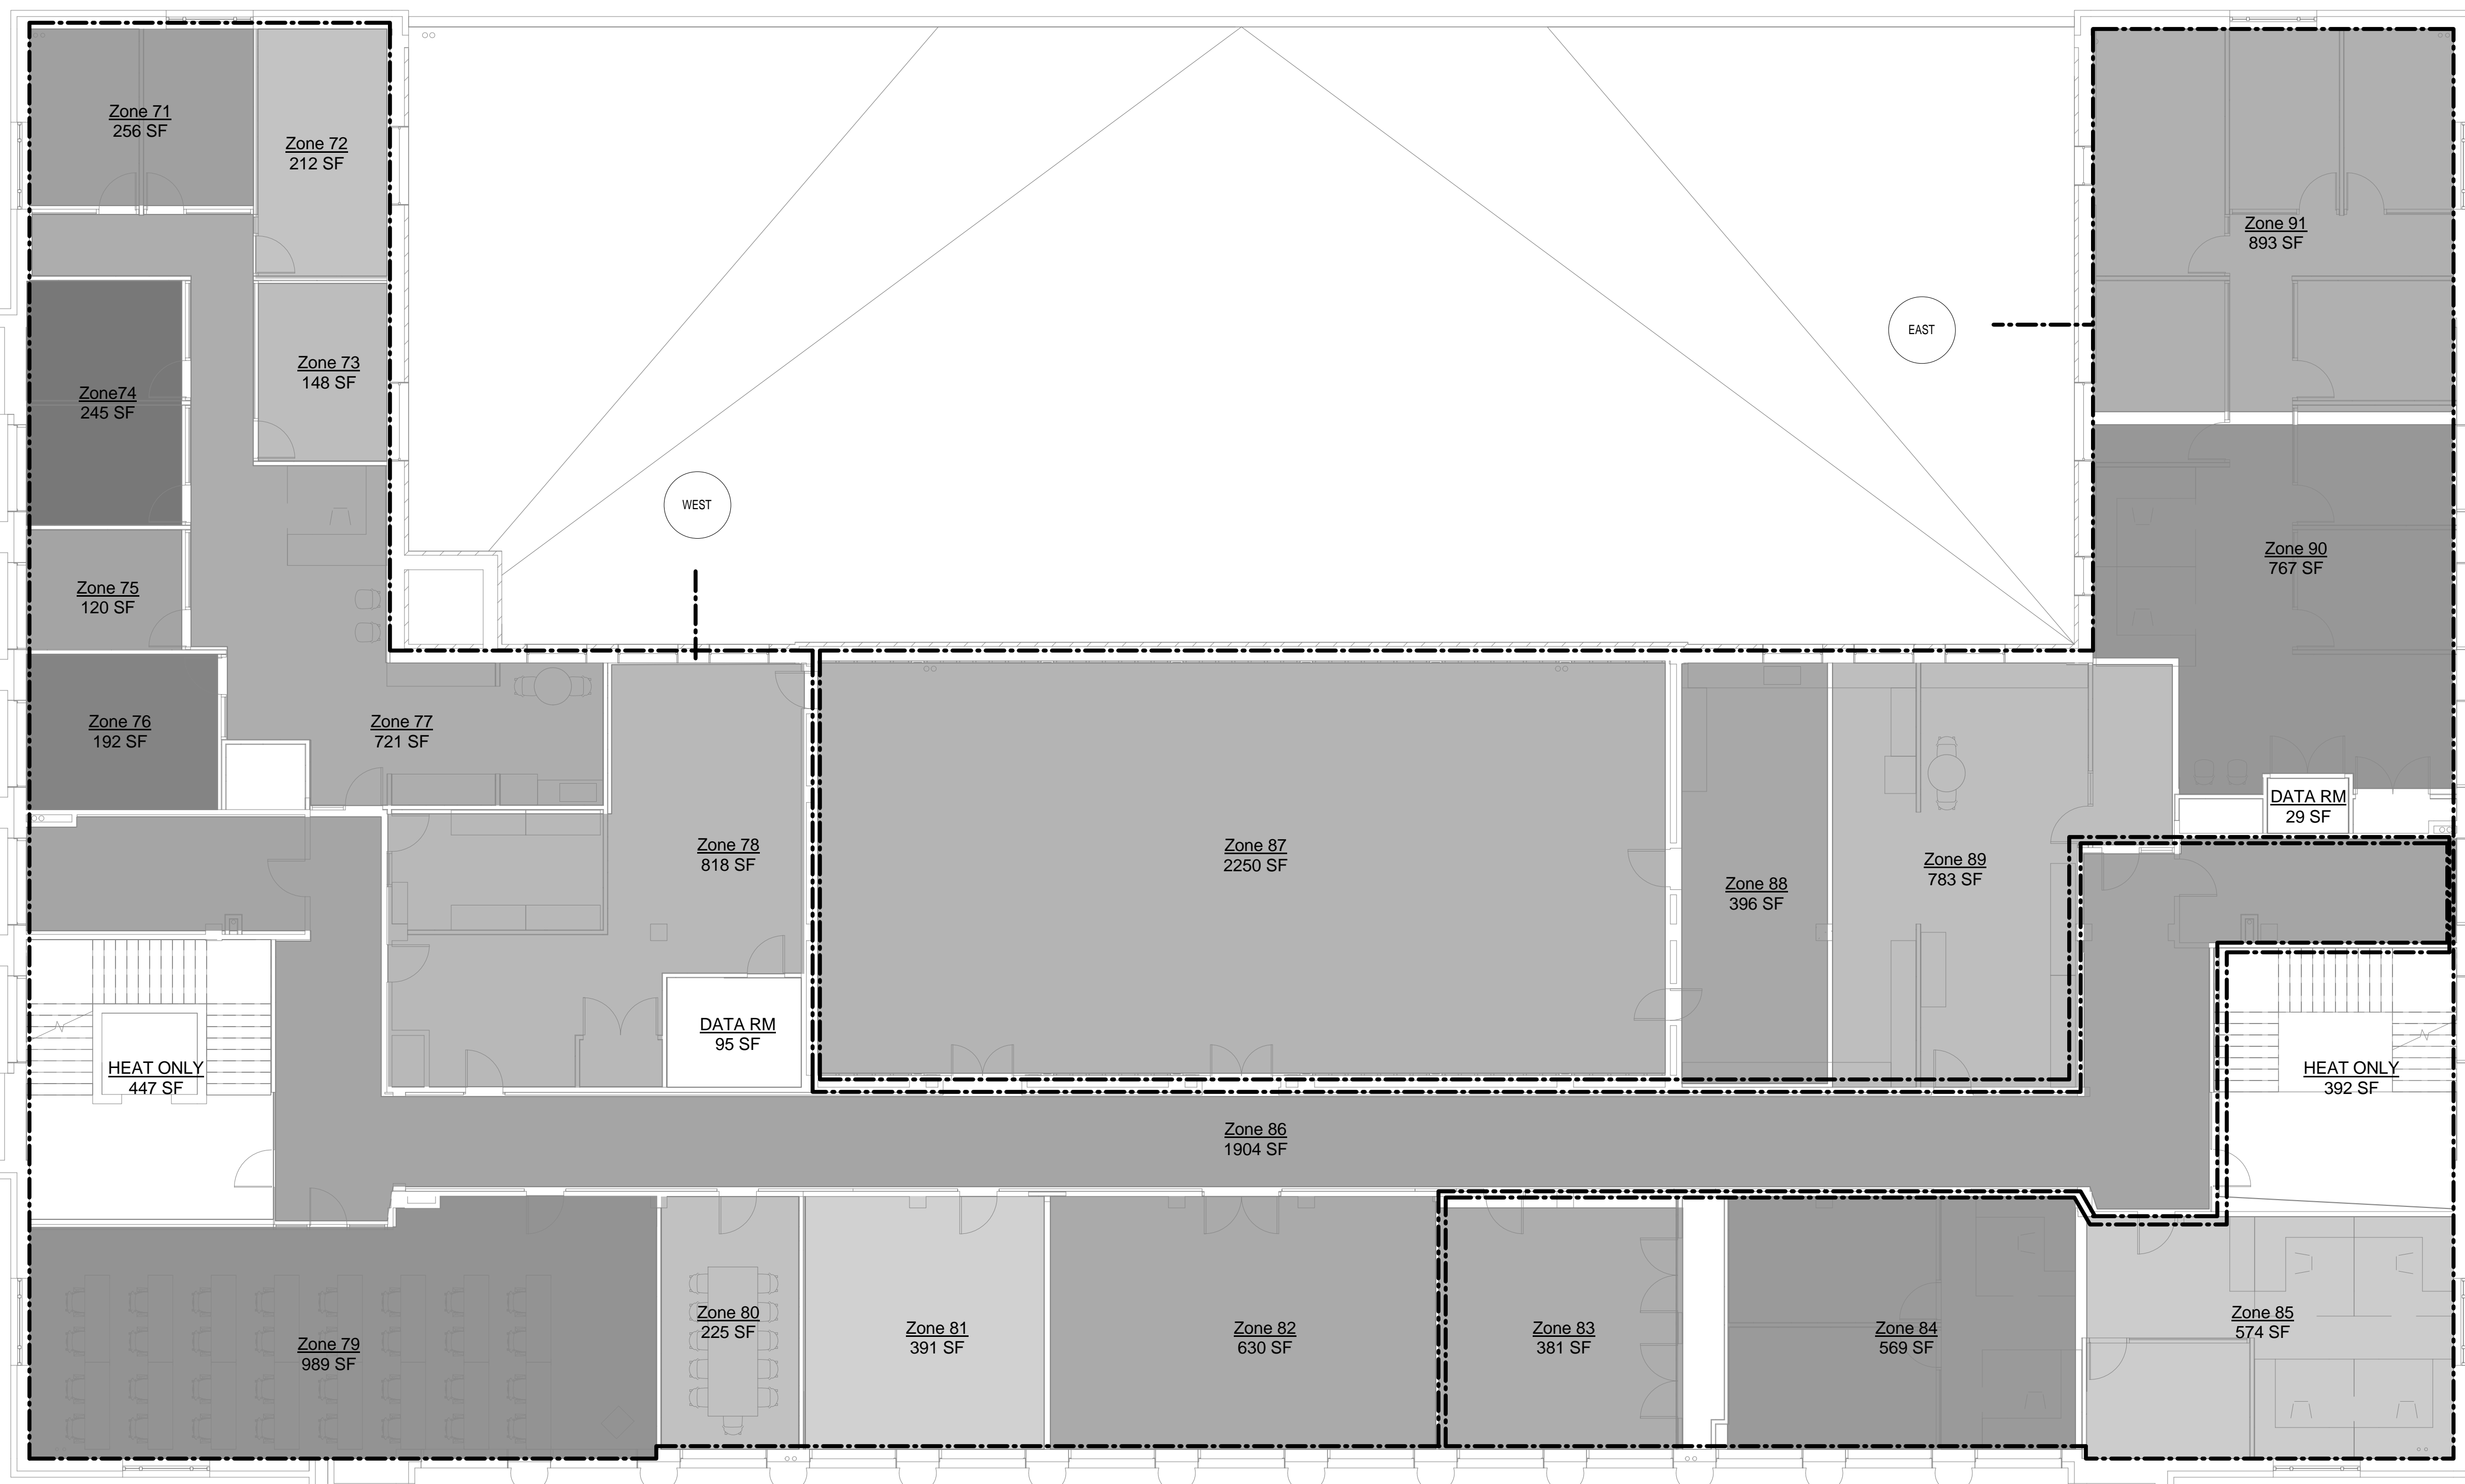 Zone 71
256 SF
Zone 72
212 SF
Zone 91
893 SF
EAST
Zone 73
148 SF
Zone74
245 SF
WEST
Zone 90
767 SF
Zone 75
120 SF
Zone 76
192 SF
Zone 77
721 SF
DATA RM
29 SF
Zone 78
818 SF
Zone 87
2250 SF
Zone 88
396 SF
Zone 89
783 SF
DATA RM
95 SF
HEAT ONLY
447 SF
HEAT ONLY
392 SF
Zone 86
1904 SF
Zone 79
989 SF
Zone 80
225 SF
Zone 81
391 SF
Zone 82
630 SF
Zone 83
381 SF
Zone 84
569 SF
Zone 85
574 SF